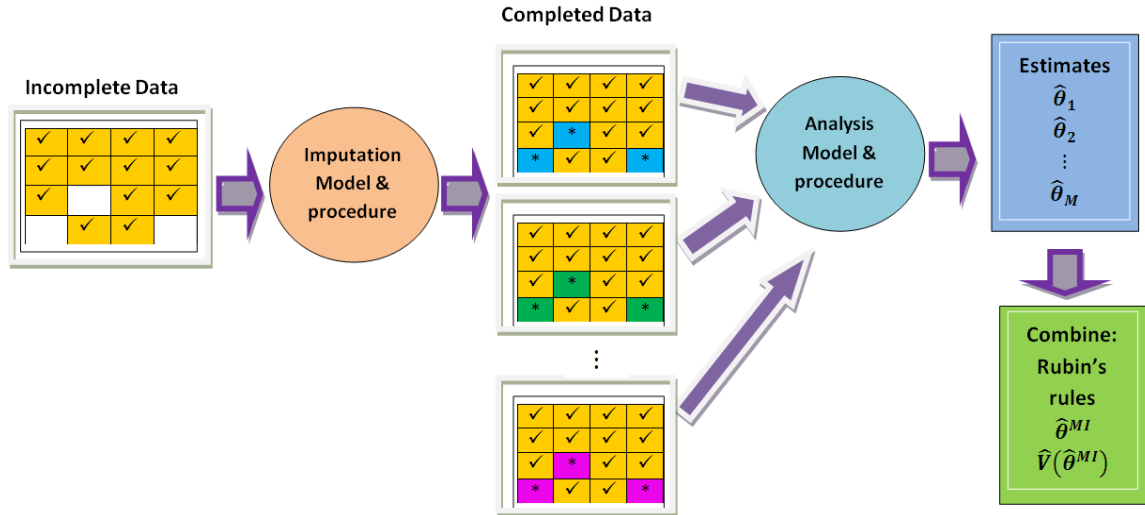 Completed Data
Incomplete Data
✓ ✓ ✓ ✓
✓ ✓ ✓ ✓
✓ ✓ ✓
✓ ✓
Imputation
Model &
procedure
✓ ✓ ✓ ✓
✓ ✓ ✓ ✓
✓ * ✓ ✓
* ✓ ✓ *
✓ ✓ ✓ ✓
✓ ✓ ✓ ✓
✓ * ✓ ✓
* ✓ ✓ *
⋮
✓ ✓ ✓ ✓
✓ ✓ ✓ ✓
✓ * ✓ ✓
* ✓ ✓ *
Analysis
Model &
procedure
Estimates
θ̂₁
θ̂₂
⋮
θ̂_M
Combine:
Rubin's
rules
θ̂^MI
V̂(θ̂^MI)